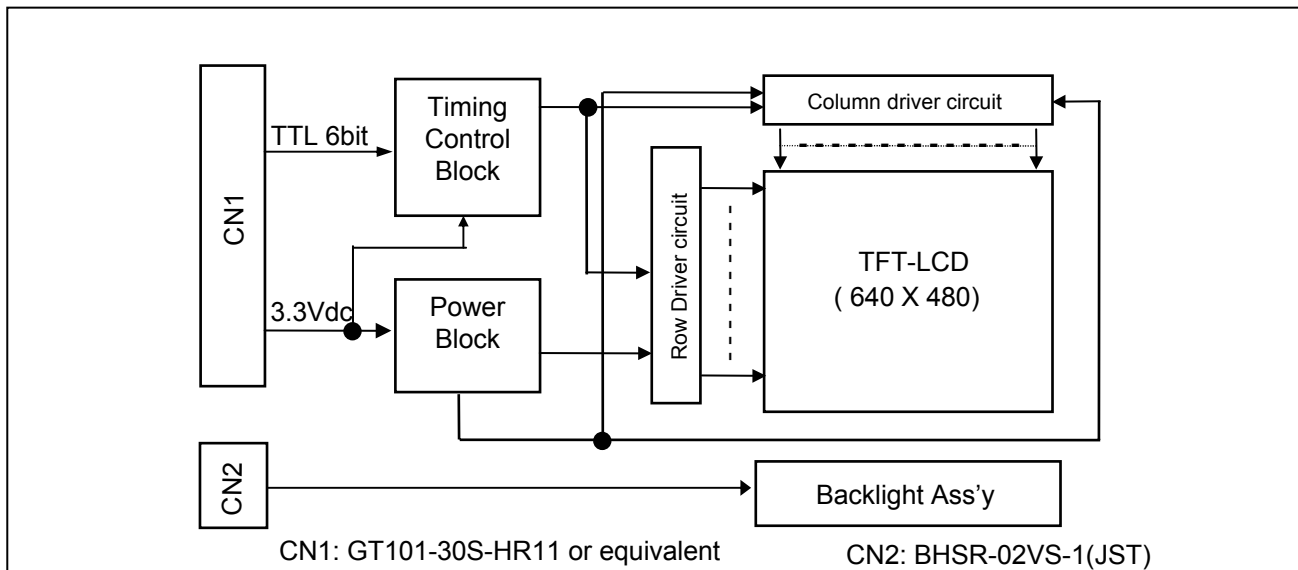 CN1
TTL 6bit
3.3Vdc
Timing
Control
Block
Power
Block
Row Driver circuit
Column driver circuit
TFT-LCD
( 640 X 480)
CN2
Backlight Ass’y
CN1: GT101-30S-HR11 or equivalent
CN2: BHSR-02VS-1(JST)